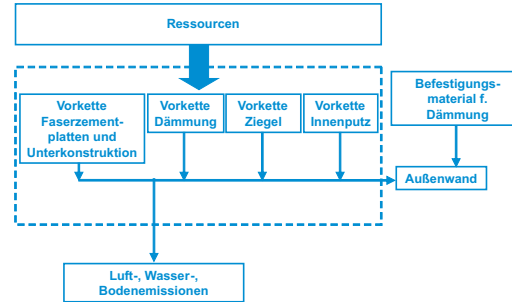 Ressourcen
Vorkette
Faserzement-
platten und
Unterkonstruktion
Vorkette
Dämmung
Vorkette
Ziegel
Vorkette
Innenputz
Befestigungs-
material f.
Dämmung
Außenwand
Luft-, Wasser-,
Bodenemissionen